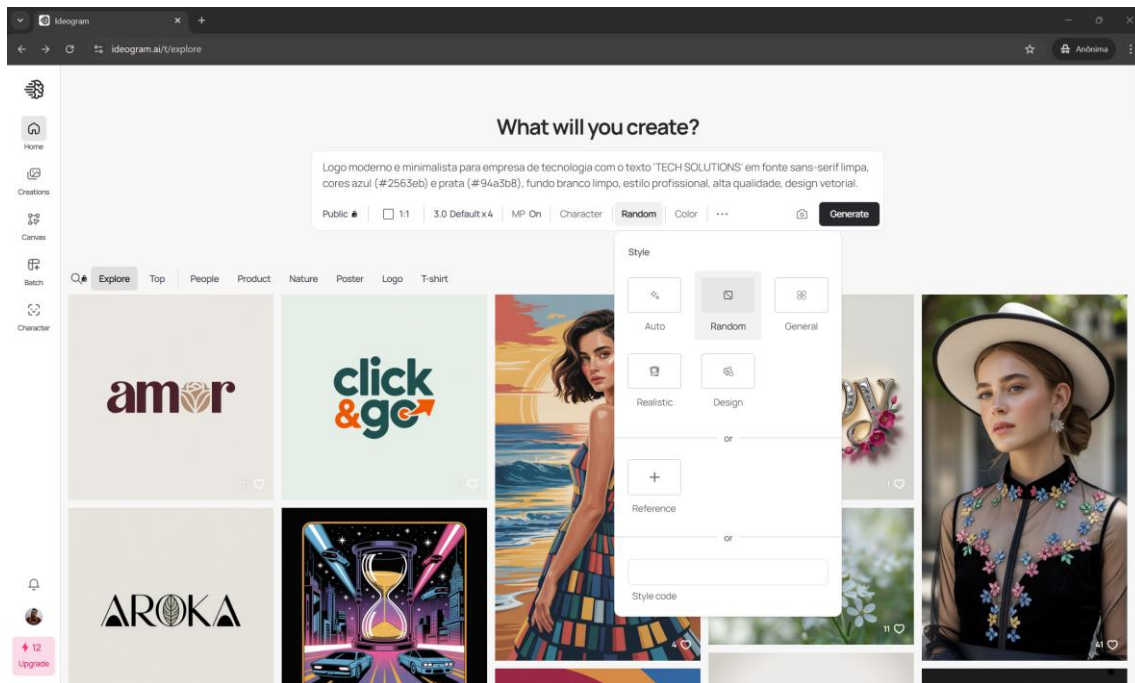 Ideogram
ideogram.ai/t/explore
Anônima
What will you create?
Logo moderno e minimalista para empresa de tecnologia com o texto 'TECH SOLUTIONS' em fonte sans-serif limpa,
cores azul (#2563eb) e prata (#94a3b8), fundo branco limpo, estilo profissional, alta qualidade, design vetorial.
Public
1:1
3.0 Default x 4
MP On
Character
Random
Color
Generate
Home
Creations
Canvas
Batch
Character
Explore
Top
People
Product
Nature
Poster
Logo
T-shirt
Style
Auto
Random
General
Realistic
Design
or
Reference
or
Style code
amor
click
&go
1
AROKA
4
11
41
12
Upgrade